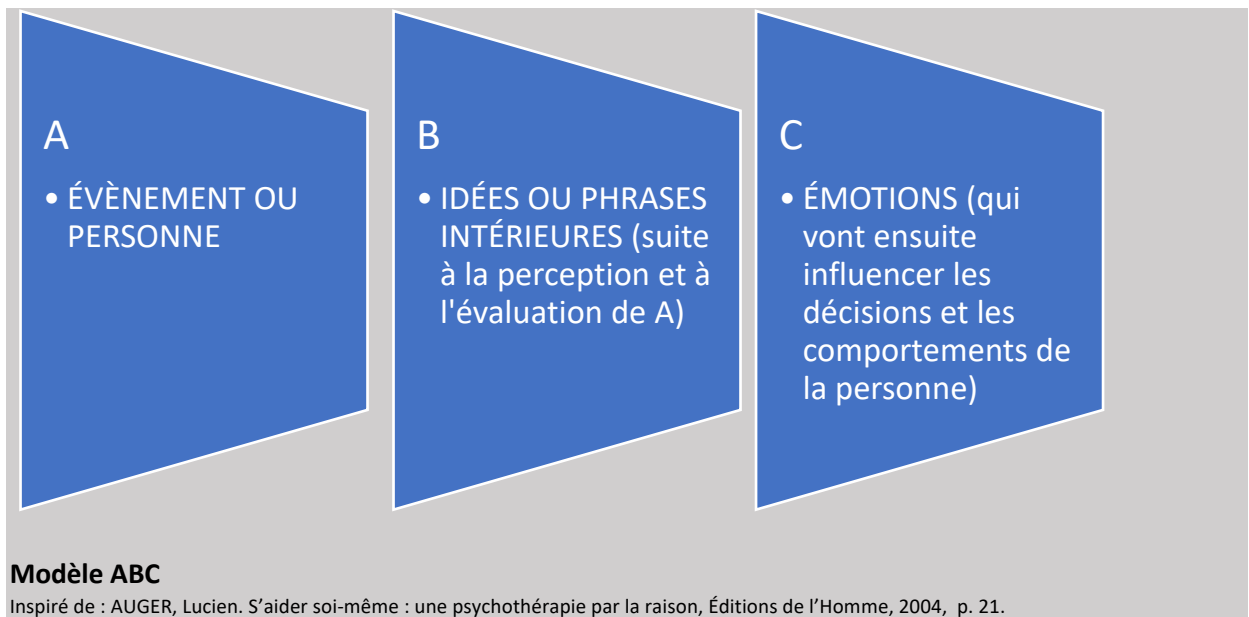 A
• ÉVÈNEMENT OU
PERSONNE
B
• IDÉES OU PHRASES
INTÉRIEURES (suite
à la perception et à
l'évaluation de A)
C
• ÉMOTIONS (qui
vont ensuite
influencer les
décisions et les
comportements de
la personne)
Modèle ABC
Inspiré de : AUGER, Lucien. S’aider soi-même : une psychothérapie par la raison, Éditions de l’Homme, 2004, p. 21.